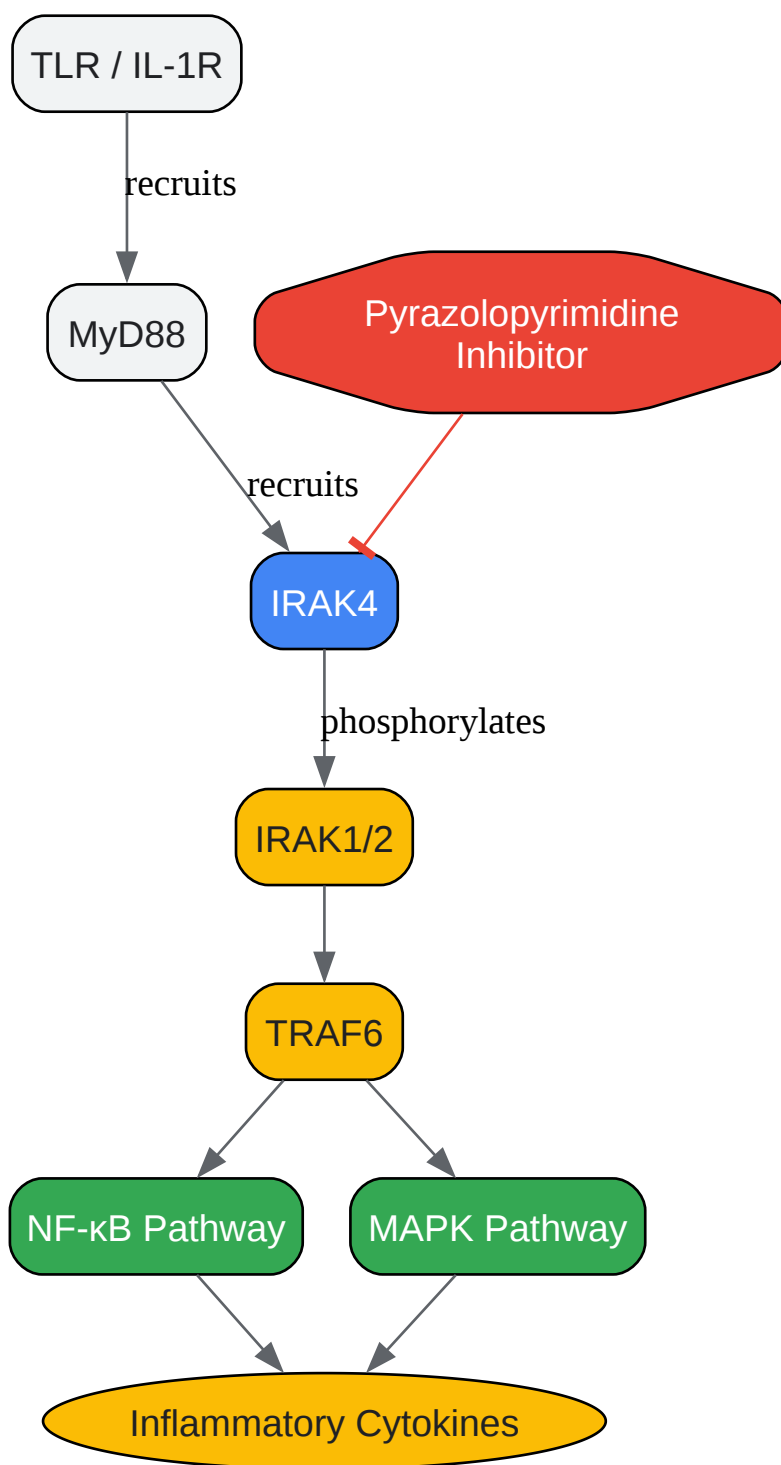 TLR / IL-1R
recruits
MyD88
Pyrazolopyrimidine
Inhibitor
recruits
IRAK4
phosphorylates
IRAK1/2
TRAF6
NF-κB Pathway
MAPK Pathway
Inflammatory Cytokines